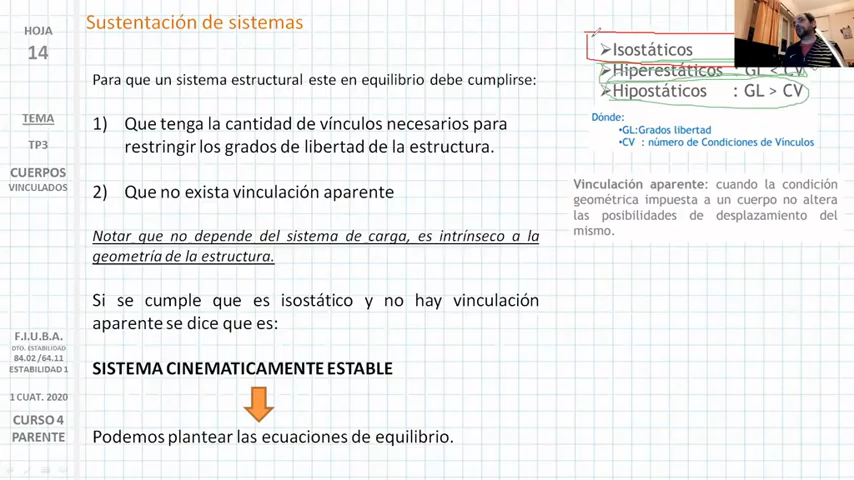 HOJA
14
TEMA
TP3
CUERPOS
VINCULADOS
F.I.U.B.A.
DTO. ESTABILIDAD
84.02 /64.11
ESTABILIDAD 1
1 CUAT. 2020
CURSO 4
PARENTE
Sustentación de sistemas
Para que un sistema estructural este en equilibrio debe cumplirse:
1) Que tenga la cantidad de vínculos necesarios para
restringir los grados de libertad de la estructura.
2) Que no exista vinculación aparente
Notar que no depende del sistema de carga, es intrínseco a la
geometría de la estructura.
Si se cumple que es isostático y no hay vinculación
aparente se dice que es:
SISTEMA CINEMATICAMENTE ESTABLE
Podemos plantear las ecuaciones de equilibrio.
➢Isostáticos
➢Hiperestáticos : GL < CV
➢Hipostáticos : GL > CV
Dónde:
•GL:Grados libertad
•CV : número de Condiciones de Vínculos
Vinculación aparente: cuando la condición
geométrica impuesta a un cuerpo no altera
las posibilidades de desplazamiento del
mismo.